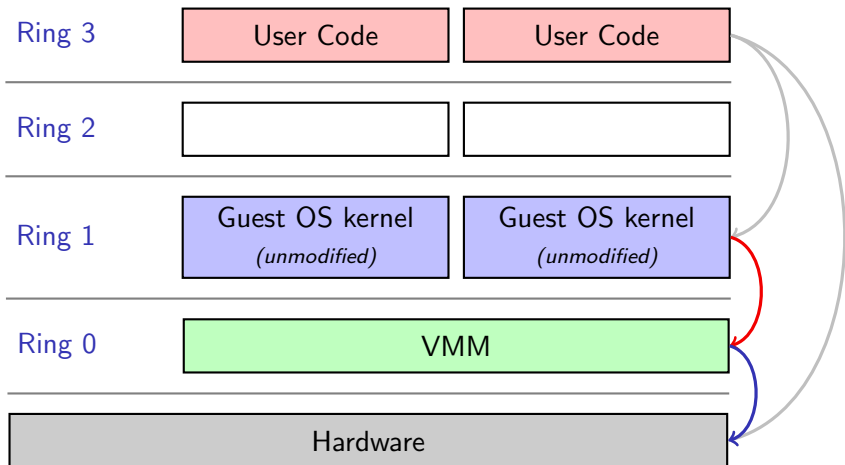 Ring 3
User Code
User Code
Ring 2
Ring 1
Guest OS kernel
(unmodified)
Guest OS kernel
(unmodified)
Ring 0
VMM
Hardware